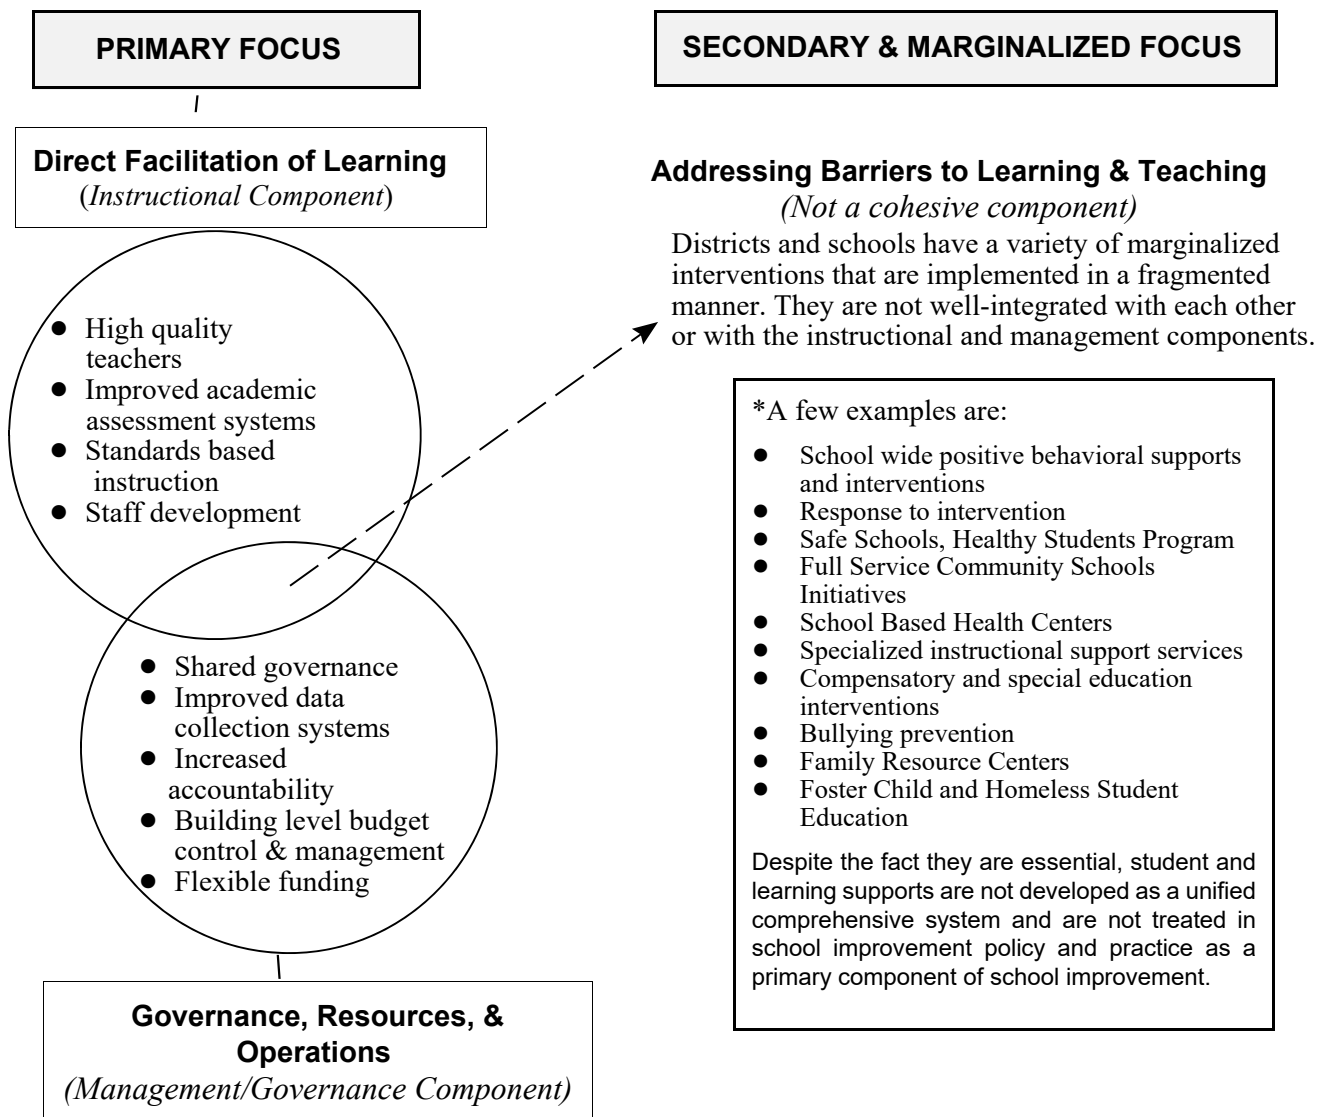 PRIMARY FOCUS
Direct Facilitation of Learning
(Instructional Component)
● High quality
teachers
● Improved academic
assessment systems
● Standards based
instruction
● Staff development
● Shared governance
● Improved data
collection systems
● Increased
accountability
● Building level budget
control & management
● Flexible funding
Governance, Resources, &
Operations
(Management/Governance Component)
SECONDARY & MARGINALIZED FOCUS
Addressing Barriers to Learning & Teaching
(Not a cohesive component)
Districts and schools have a variety of marginalized
interventions that are implemented in a fragmented
manner. They are not well-integrated with each other
or with the instructional and management components.
*A few examples are:
● School wide positive behavioral supports
and interventions
● Response to intervention
● Safe Schools, Healthy Students Program
● Full Service Community Schools
Initiatives
● School Based Health Centers
● Specialized instructional support services
● Compensatory and special education
interventions
● Bullying prevention
● Family Resource Centers
● Foster Child and Homeless Student
Education
Despite the fact they are essential, student and
learning supports are not developed as a unified
comprehensive system and are not treated in
school improvement policy and practice as a
primary component of school improvement.